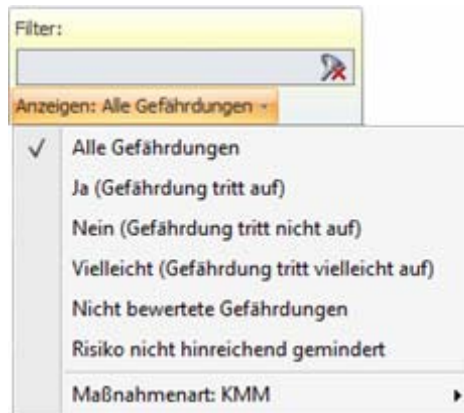 Filter:
Anzeigen: Alle Gefährdungen
Alle Gefährdungen
Ja (Gefährdung tritt auf)
Nein (Gefährdung tritt nicht auf)
Vielleicht (Gefährdung tritt vielleicht auf)
Nicht bewertete Gefährdungen
Risiko nicht hinreichend gemindert
Maßnahmenart: KMM